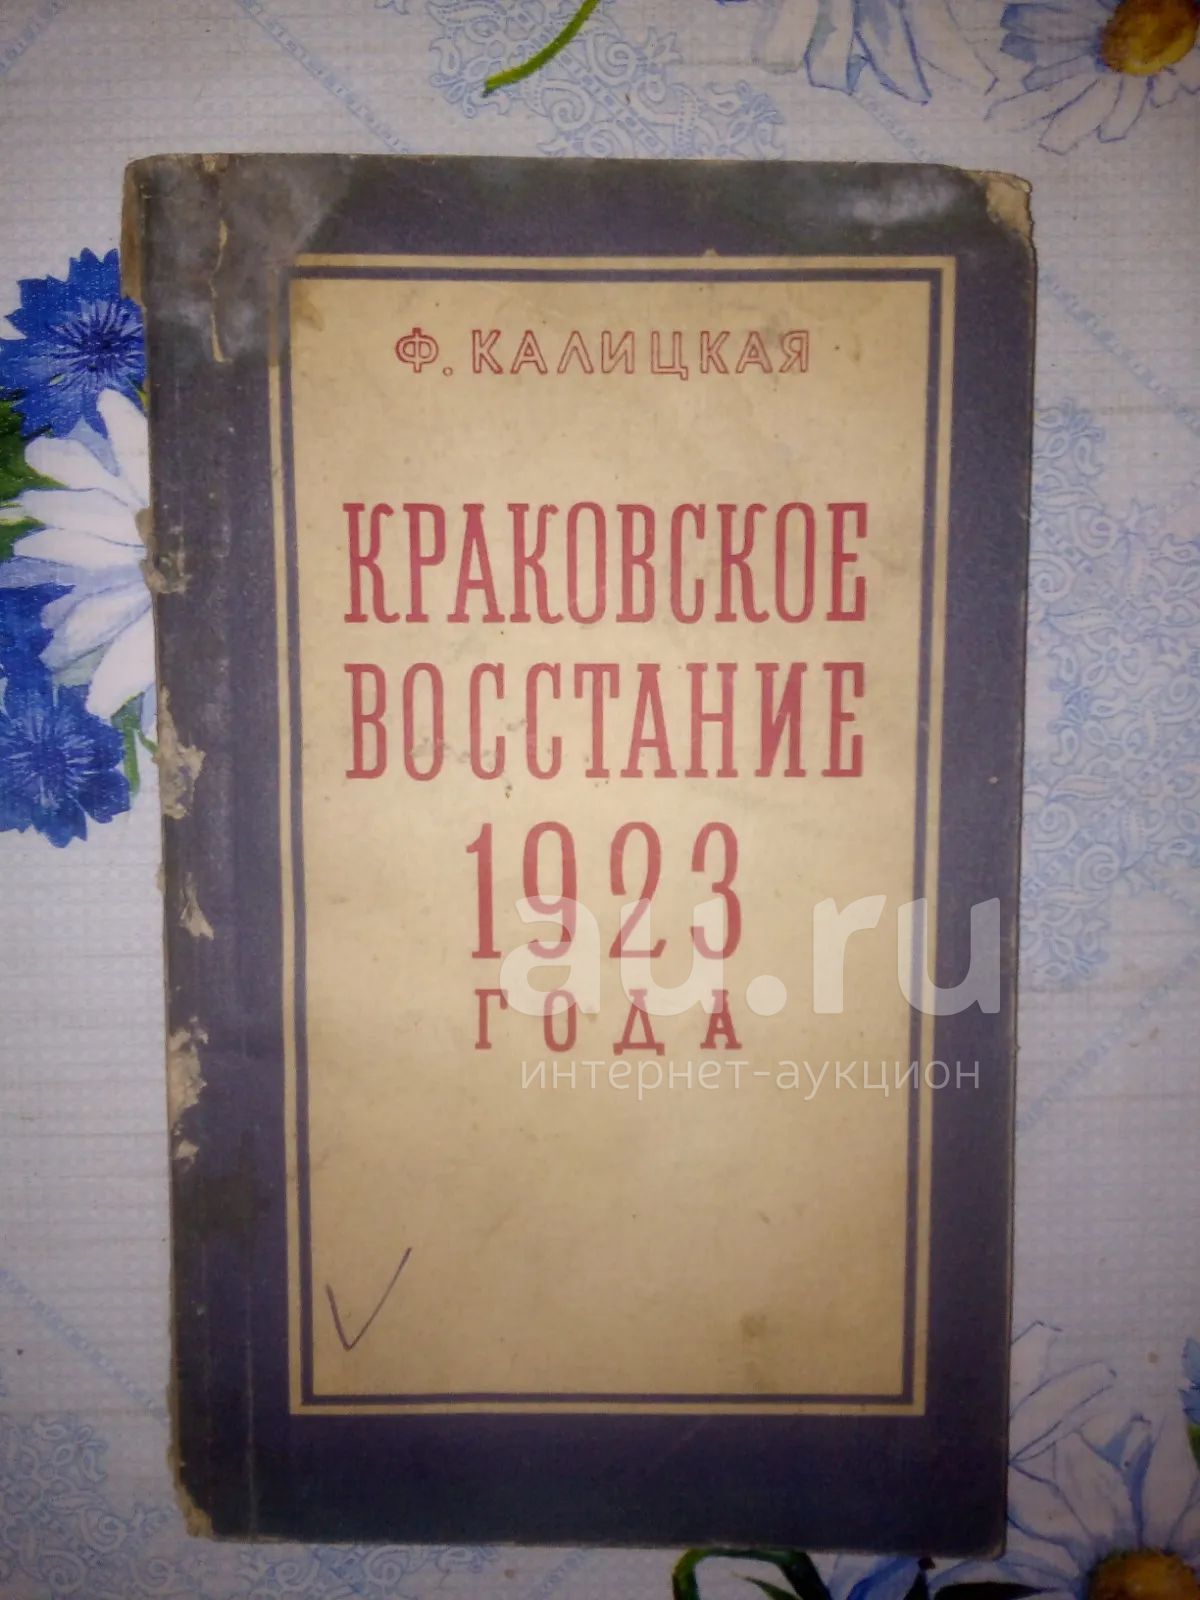 Ф. КАЛИЦКАЯ
КРАКОВСКОЕ
ВОССТАНИЕ
1923
ГОДА
au.ru
интернет-аукцион